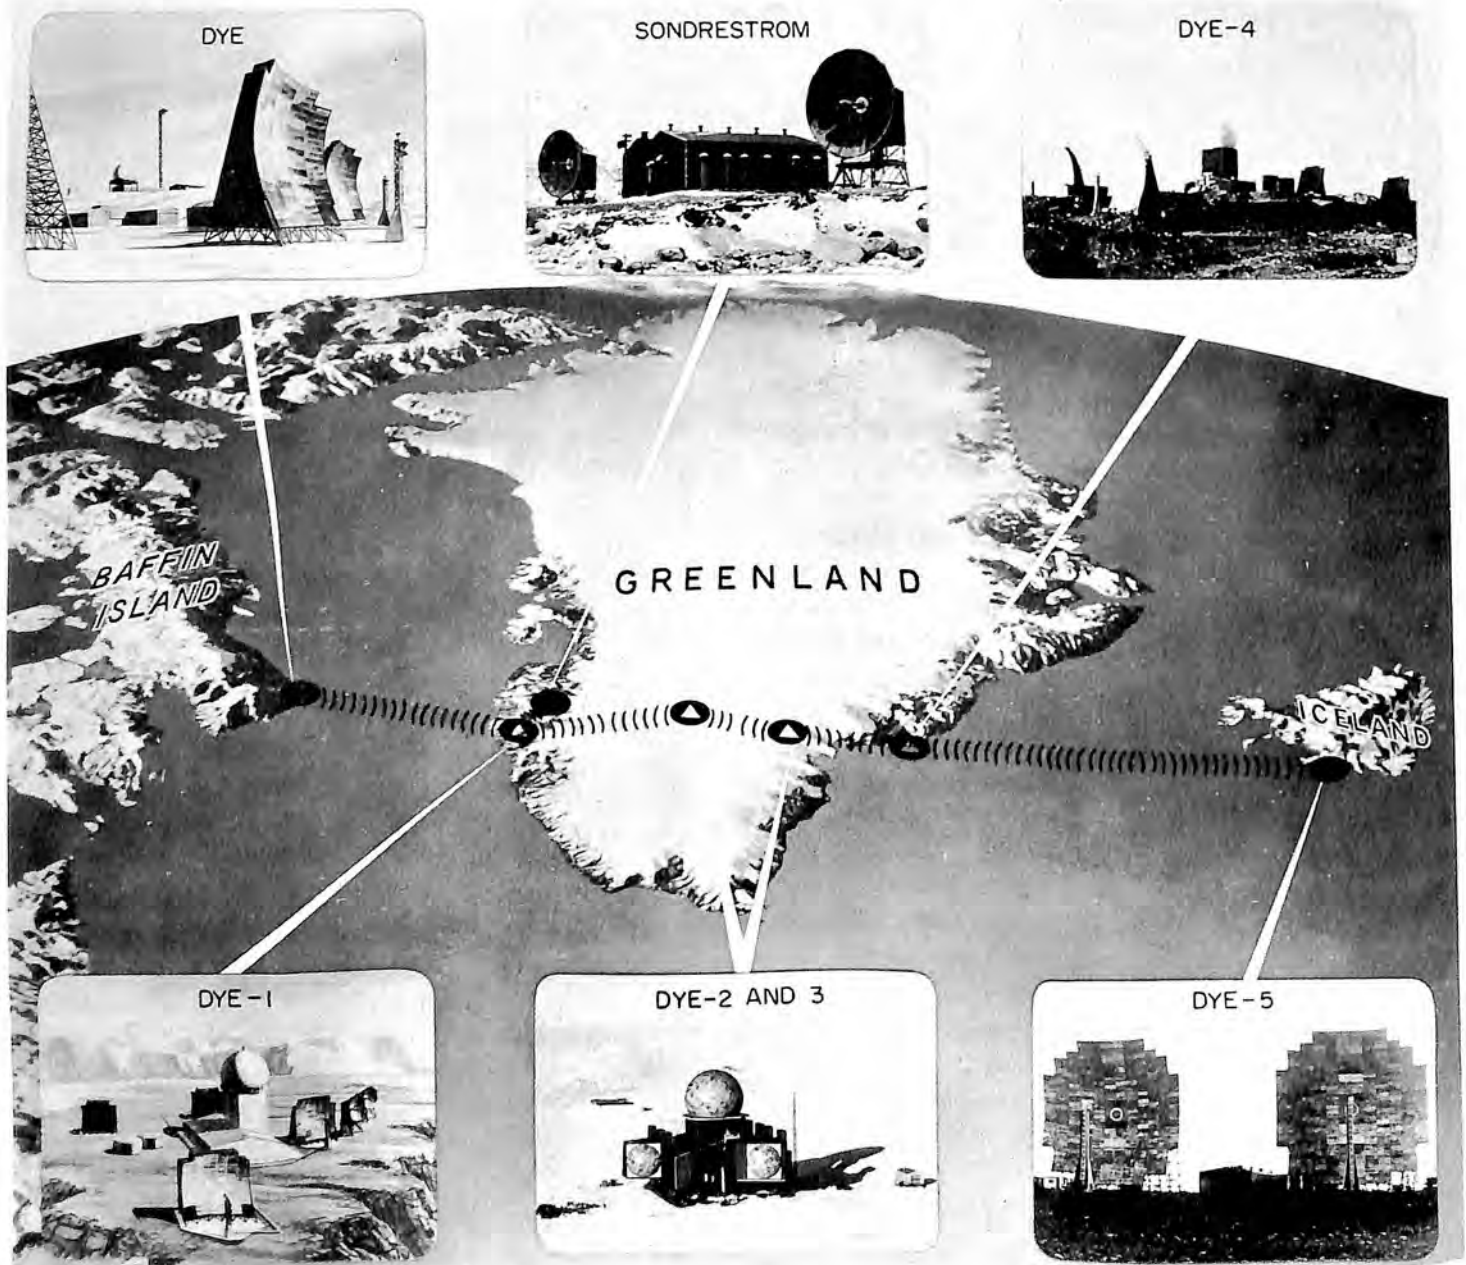 DYE
SONDRESTROM
DYE-4
BAFFIN
ISLAND
GREENLAND
ICELAND
DYE-1
DYE-2 AND 3
DYE-5